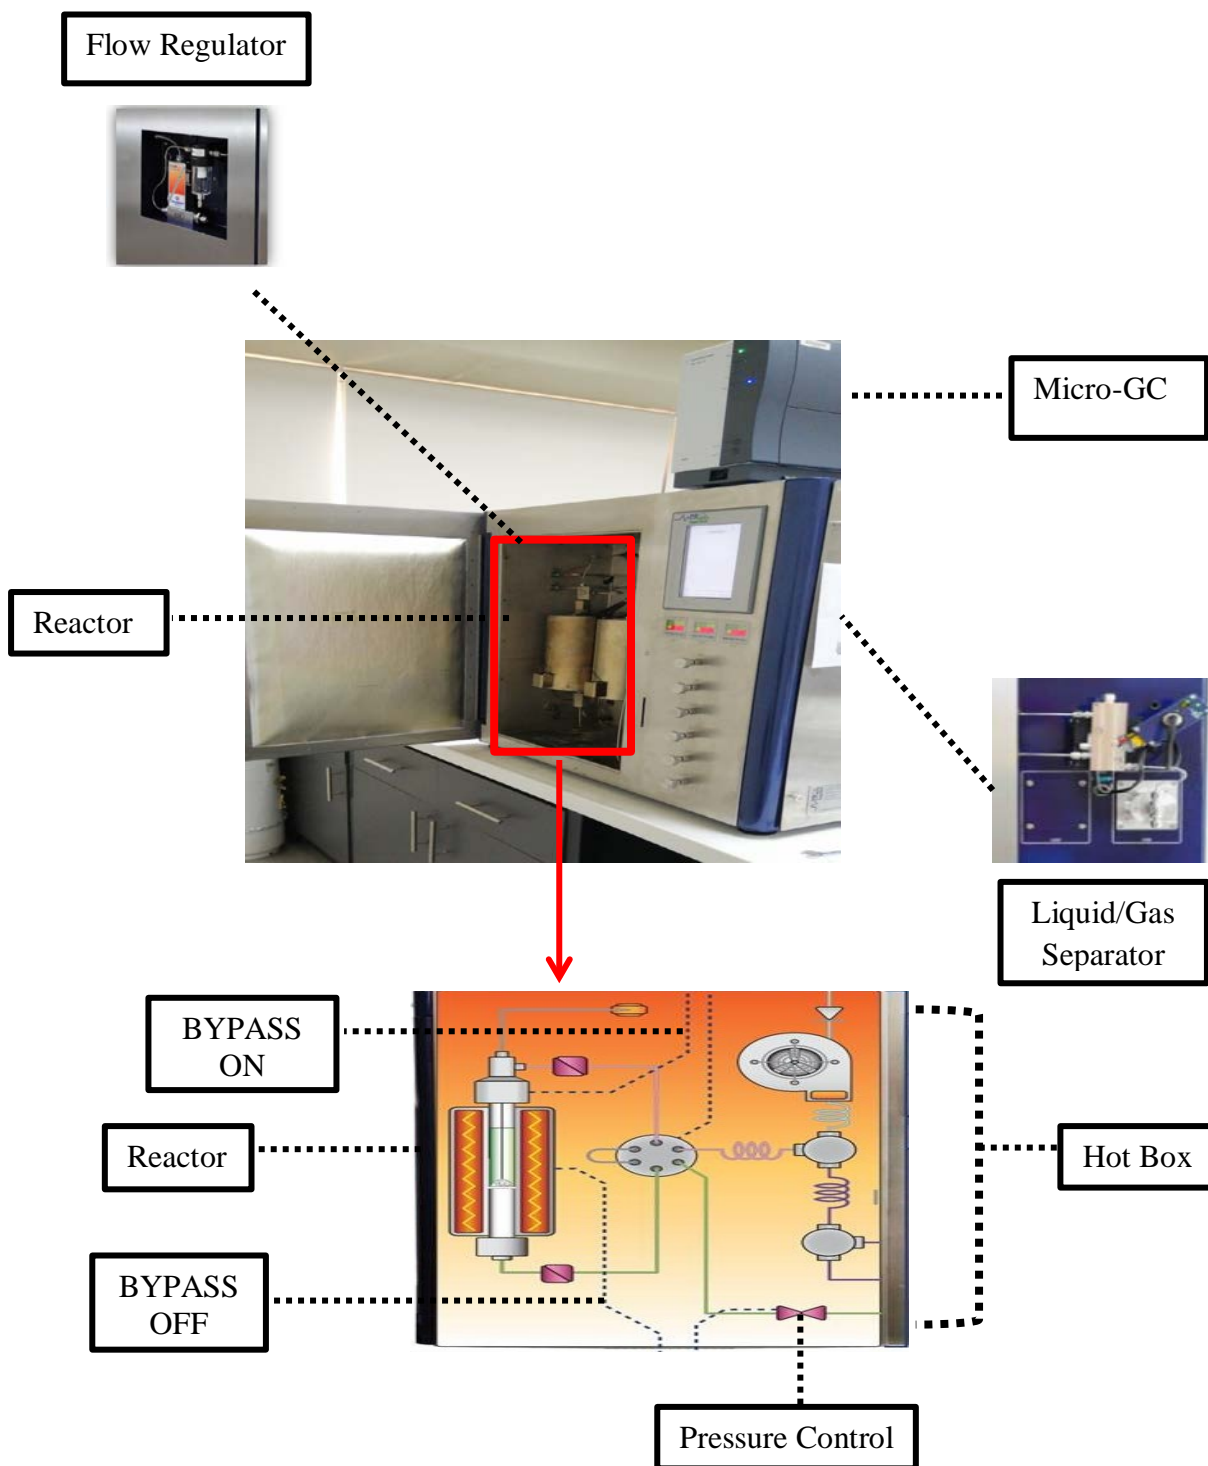 Flow Regulator
Micro-GC
Reactor
Liquid/Gas
Separator
BYPASS
ON
Reactor
Hot Box
BYPASS
OFF
Pressure Control